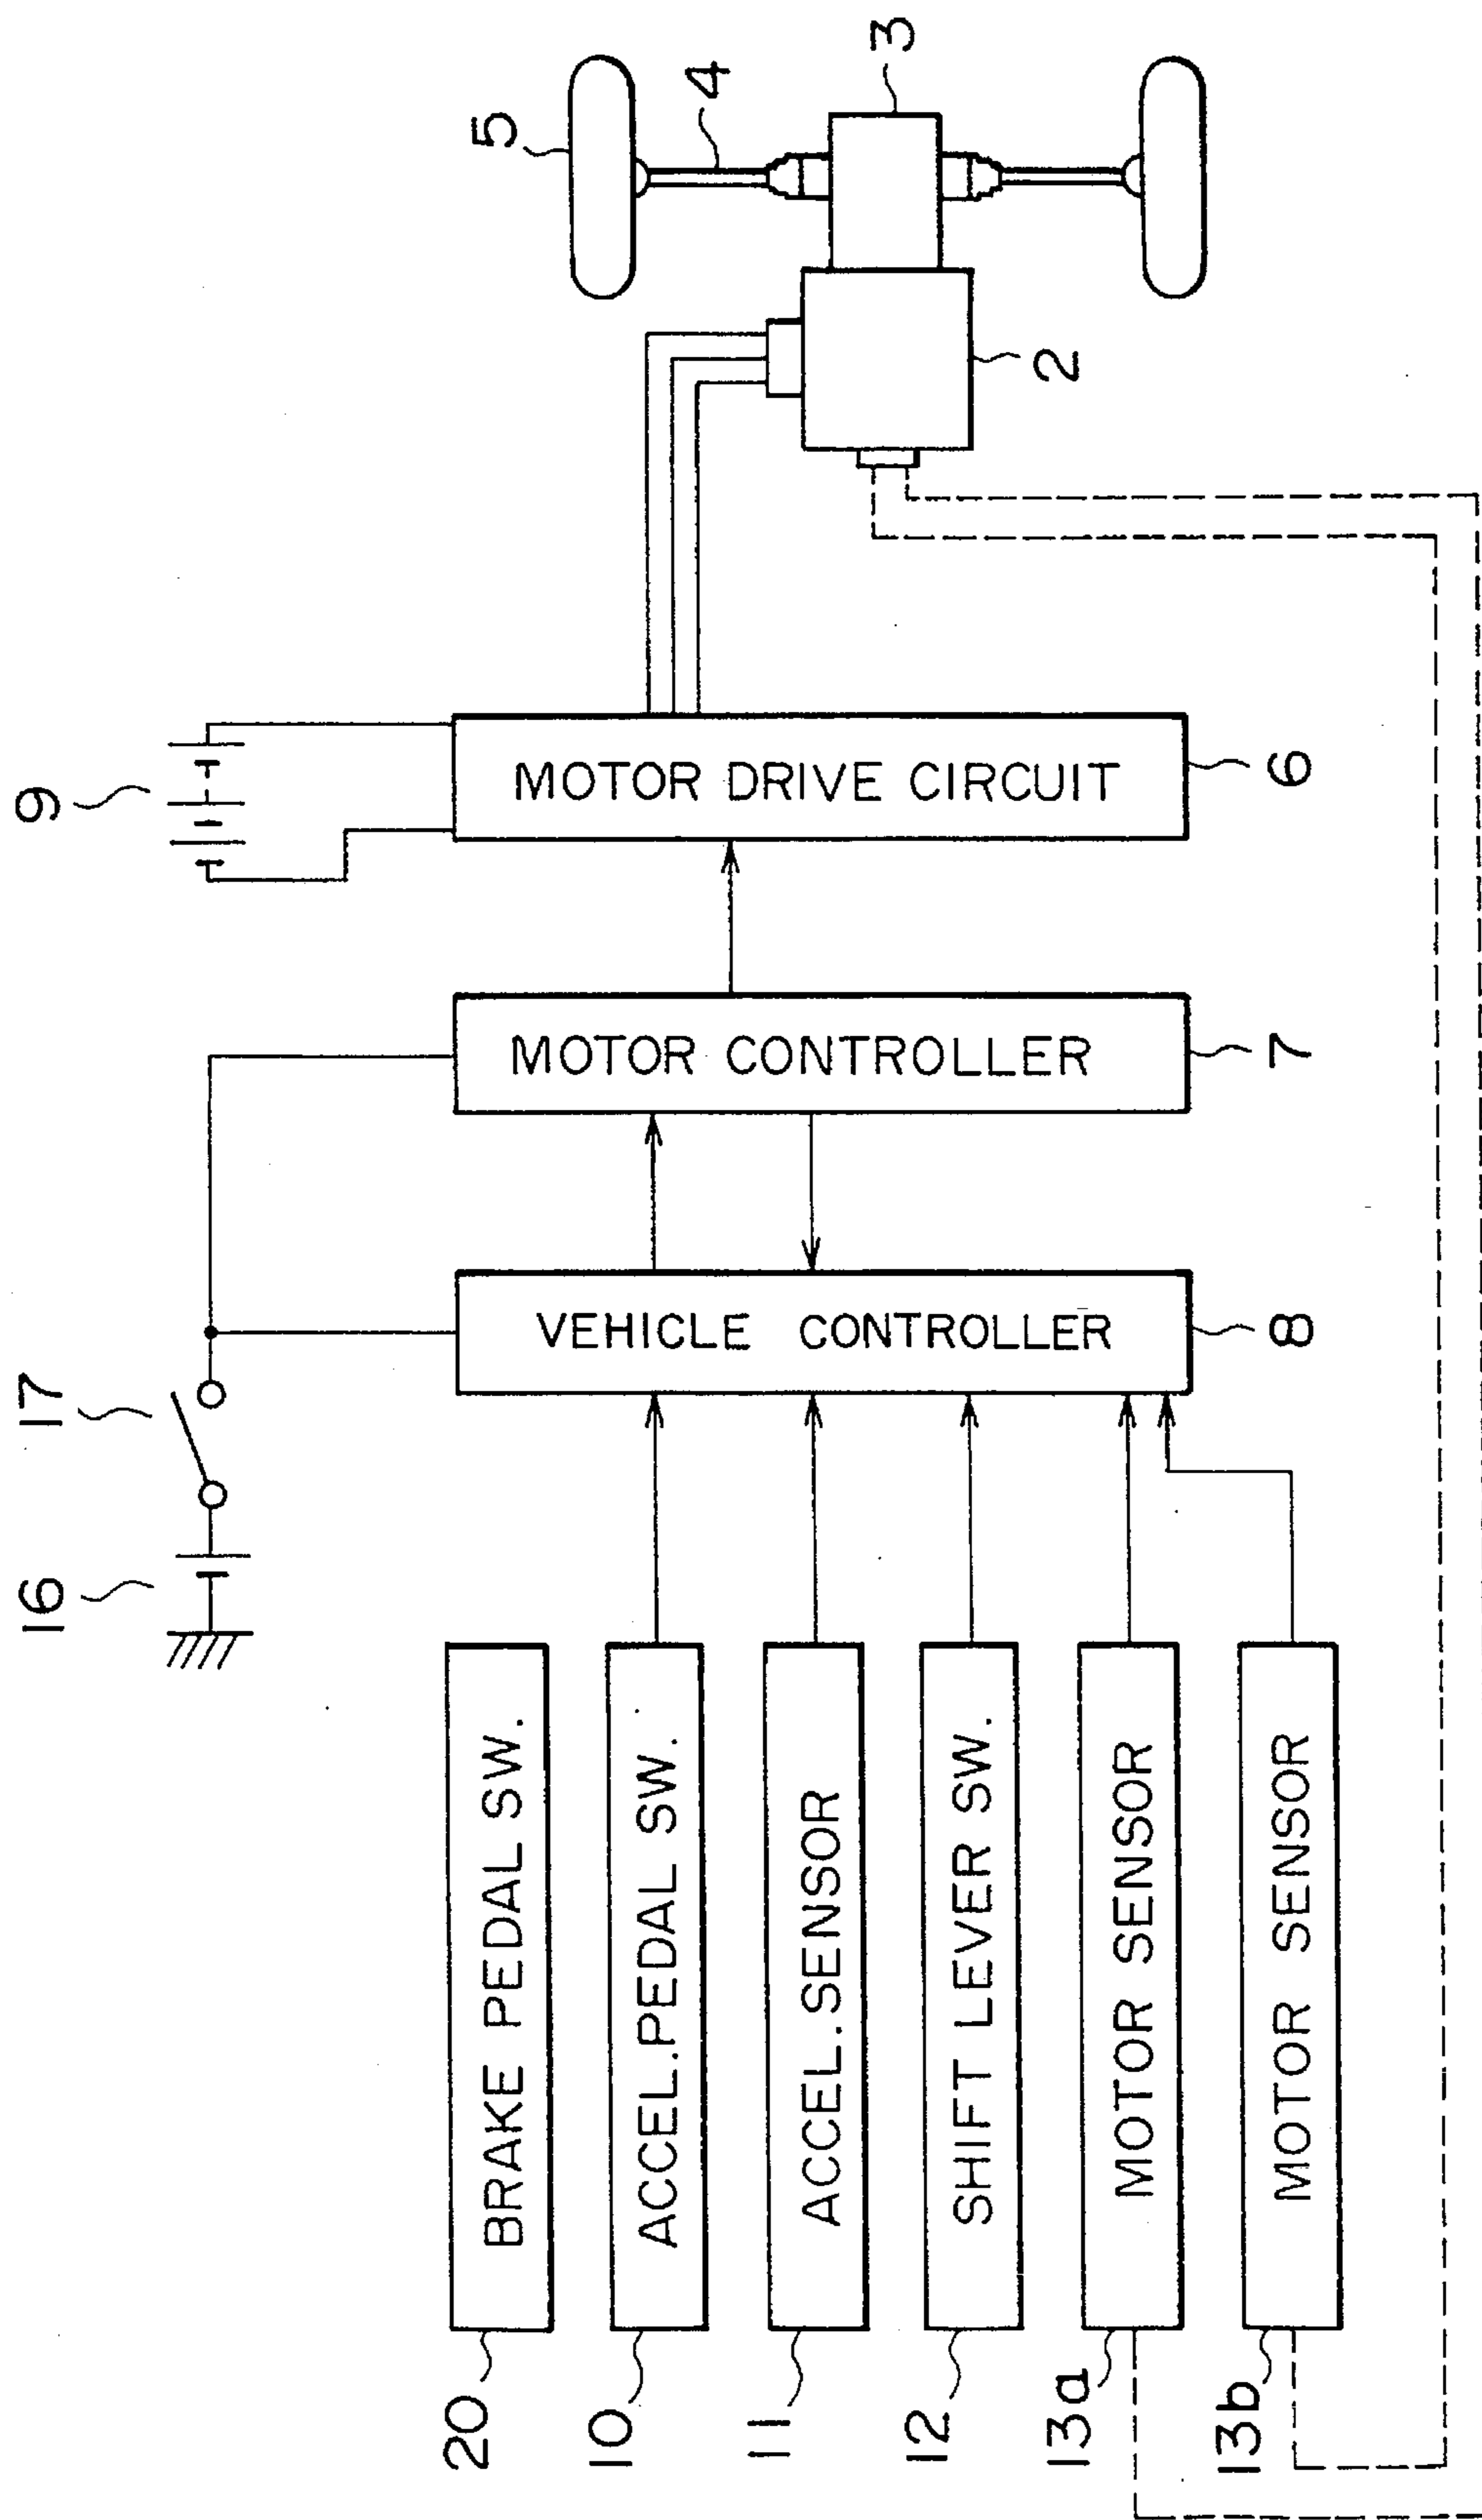 9
17
16
5
4
3
2
MOTOR DRIVE CIRCUIT
6
MOTOR CONTROLLER
7
VEHICLE CONTROLLER
8
20
BRAKE PEDAL SW.
10
ACCEL.PEDAL SW.
11
ACCEL.SENSOR
12
SHIFT LEVER SW.
13a
MOTOR SENSOR
13b
MOTOR SENSOR